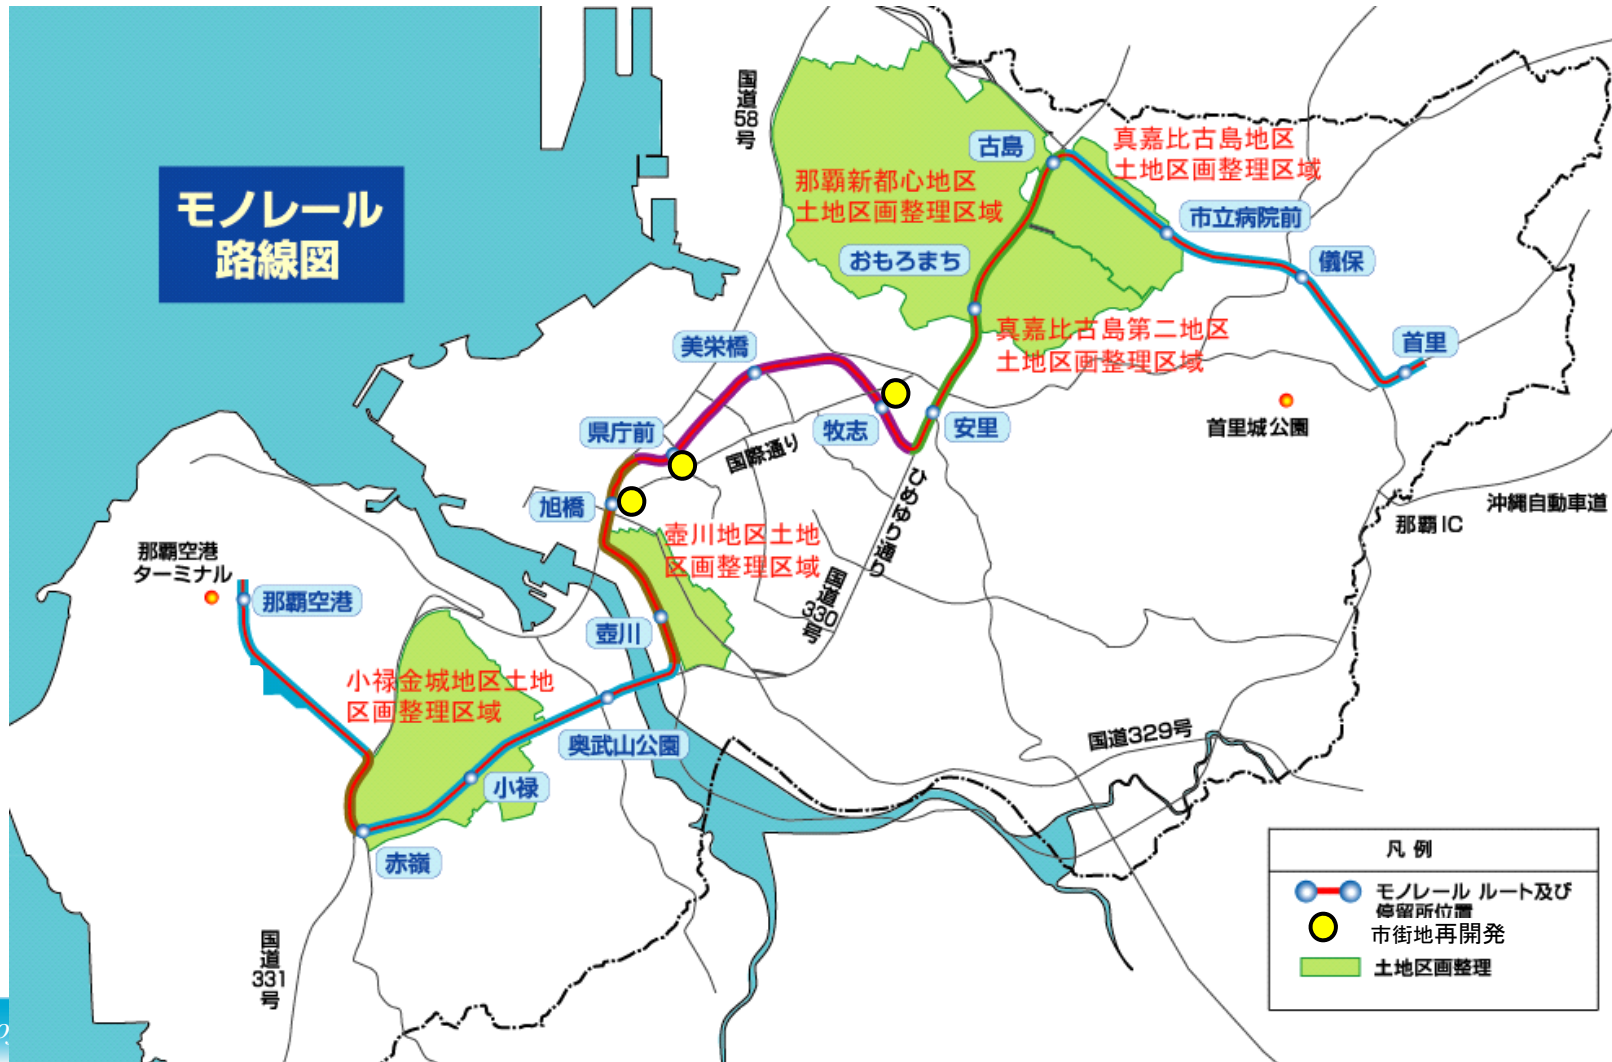 モノレール
路線図
国道58号
古島
真嘉比古島地区
土地区画整理区域
那覇新都心地区
土地区画整理区域
市立病院前
おもろまち
儀保
真嘉比古島第二地区
土地区画整理区域
美栄橋
首里
県庁前
牧志
安里
首里城公園
国際通り
ひめゆり通り
旭橋
沖縄自動車道
那覇IC
壺川地区土地
区画整理区域
那覇空港
ターミナル
那覇空港
国道330号
壺川
小禄金城地区土地
区画整理区域
奥武山公園
国道329号
小禄
赤嶺
国道331号
凡例
モノレール ルート及び
停留所位置
市街地再開発
土地区画整理